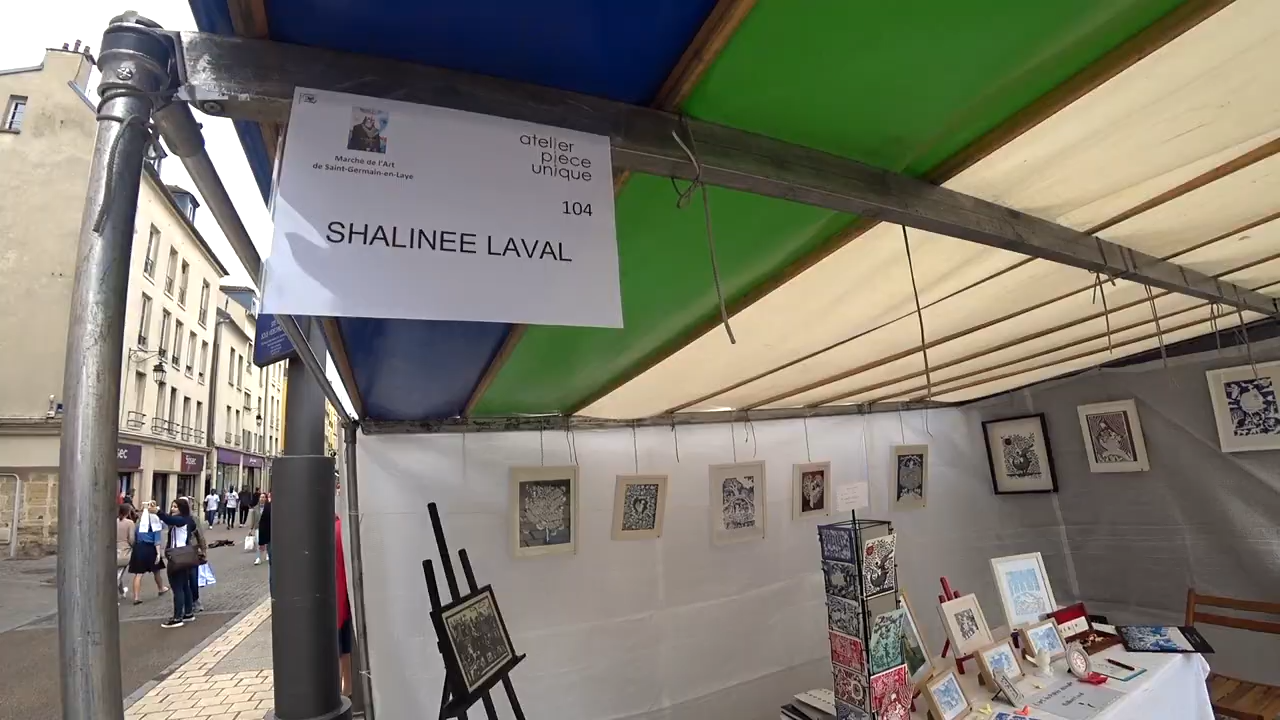 Marché de l'Art
de Saint-Germain-en-Laye
atelier
pièce
unique
104
SHALINEE LAVAL